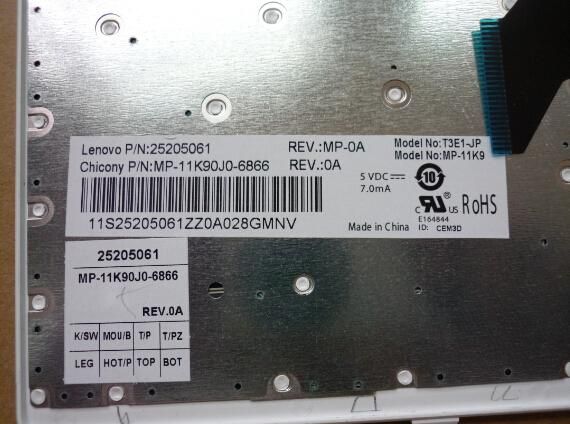 Lenovo P/N:25205061 REV.:MP-0A Model No:T3E1-JP
Chicony P/N:MP-11K90J0-6866 REV.:0A Model No:MP-11K9
5 VDC
7.0mA
10
11S25205061ZZ0A028GMNV
C US RoHS
E164844
Made in China ID: CEM3D
25205061
MP-11K90J0-6866
REV.0A
K/SW MOU/B T/P T/PZ
LEG HOT/P TOP BOT